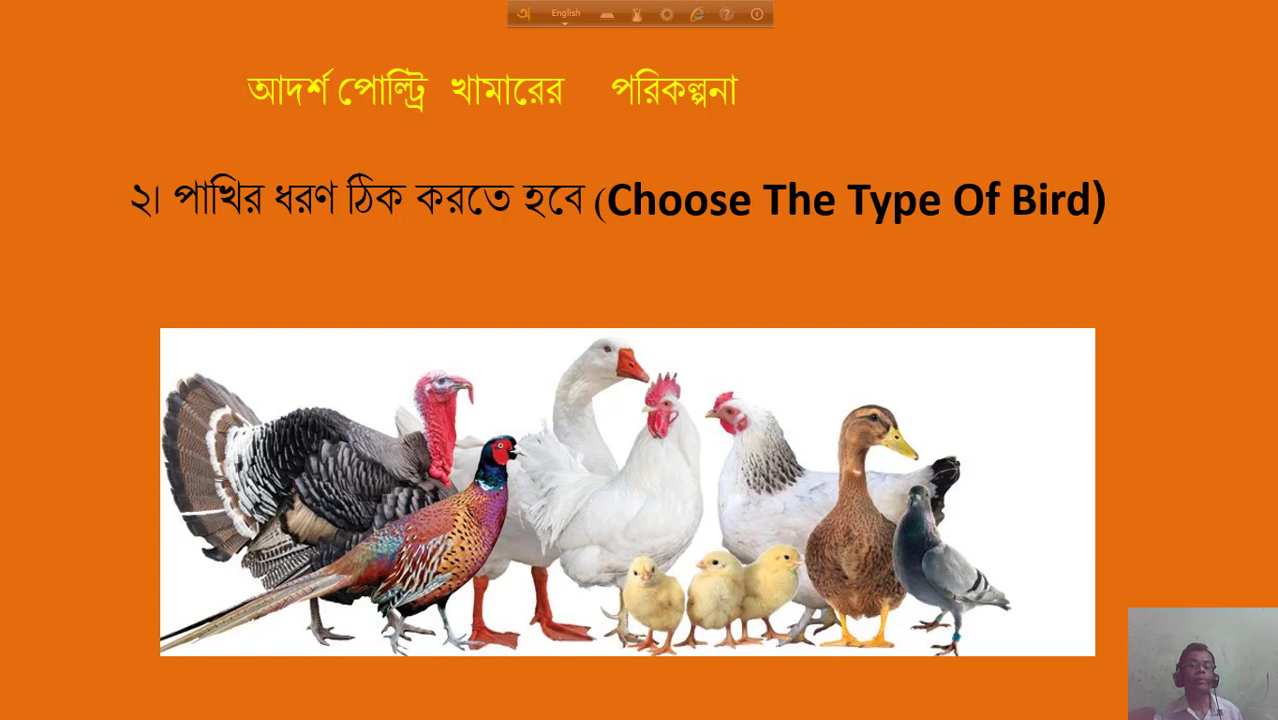 অ English ?
আদর্শ পোল্ট্রি খামারের পরিকল্পনা
২। পাখির ধরণ ঠিক করতে হবে (Choose The Type Of Bird)